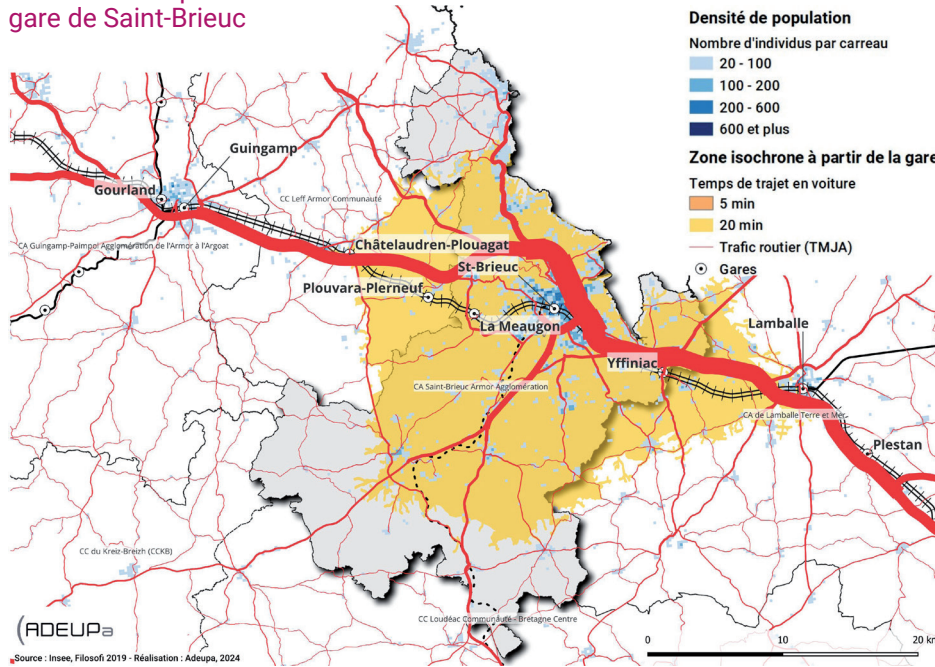 gare de Saint-Brieuc
Densité de population
Nombre d'individus par carreau
20 - 100
100 - 200
200 - 600
600 et plus
Zone isochrone à partir de la gare
Temps de trajet en voiture
5 min
20 min
Trafic routier (TMJA)
Gares
Guingamp
Gourland
CC Leff Armor Communauté
CA Guingamp-Paimpol Agglomération de l'Armor à l'Argoat
Châtelaudren-Plouagat
St-Brieuc
Plouvara-Plerneuf
La Meaugon
Lamballe
Yffiniac
CA Saint-Brieuc Armor Agglomération
CA de Lamballe Terre et Mer
Plestan
CC du Kreiz-Breizh (CCKB)
CC Loudéac Communauté - Bretagne Centre
ADEUPa
Source : Insee, Filosofi 2019 - Réalisation : Adeupa, 2024
0 10 20 km